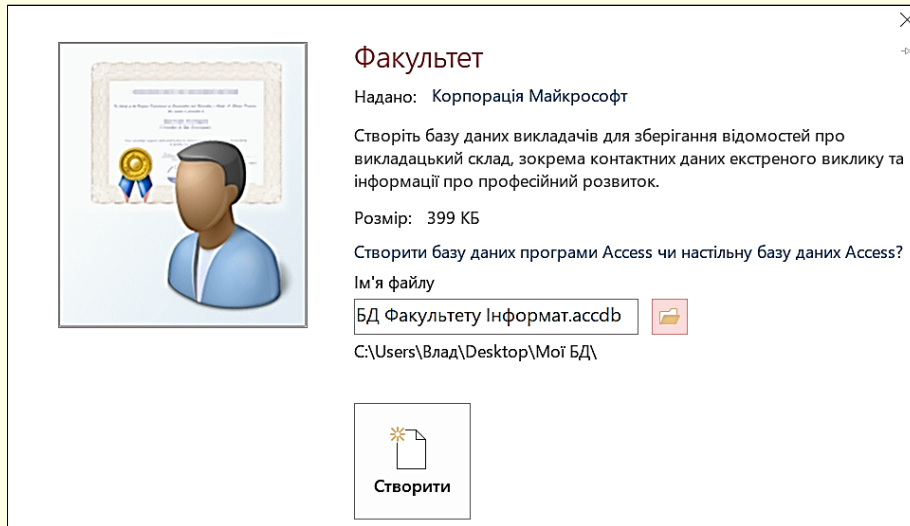 Факультет
Надано: Корпорація Майкрософт
Створіть базу даних викладачів для зберігання відомостей про
викладацький склад, зокрема контактних даних екстреного виклику та
інформації про професійний розвиток.
Розмір: 399 КБ
Створити базу даних програми Access чи настільну базу даних Access?
Ім'я файлу
БД Факультету Інформат.accdb
C:\Users\Влад\Desktop\Мої БД\
Створити